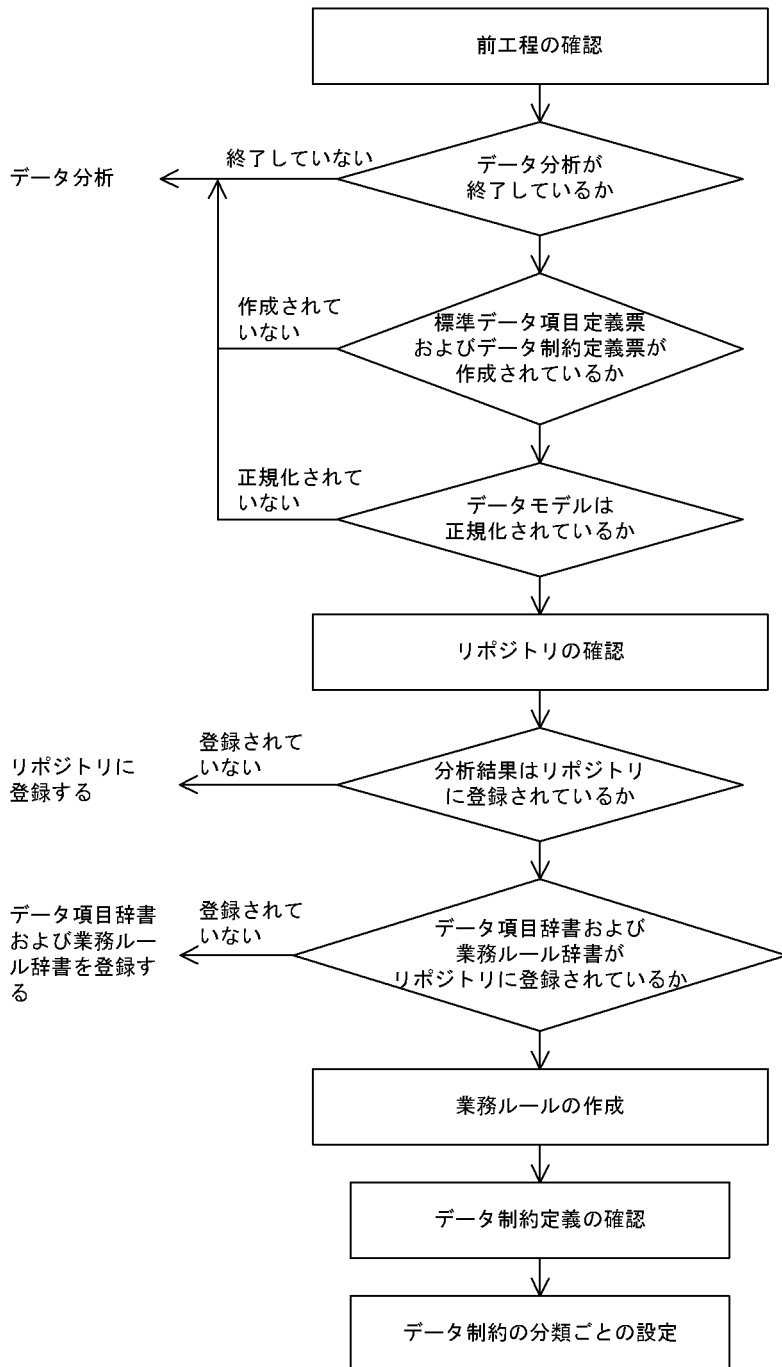 前工程の確認
終了していない
データ分析
データ分析が
終了しているか
作成されて
いない
標準データ項目定義票
およびデータ制約定義票が
作成されているか
正規化されて
いない
データモデルは
正規化されているか
リポジトリの確認
登録されて
いない
リポジトリに
登録する
分析結果はリポジトリ
に登録されているか
データ項目辞書
および業務ルー
ル辞書を登録す
る
登録されて
いない
データ項目辞書および
業務ルール辞書が
リポジトリに登録されているか
業務ルールの作成
データ制約定義の確認
データ制約の分類ごとの設定